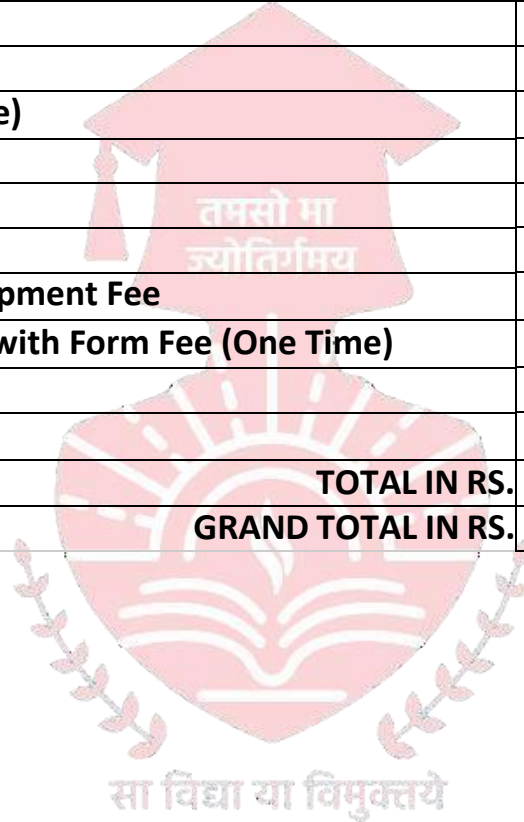 e)
तमसो मा
ज्योतिर्गमय
pment Fee
with Form Fee (One Time)
TOTAL IN RS.
GRAND TOTAL IN RS.
सा विद्या या विमुक्तये